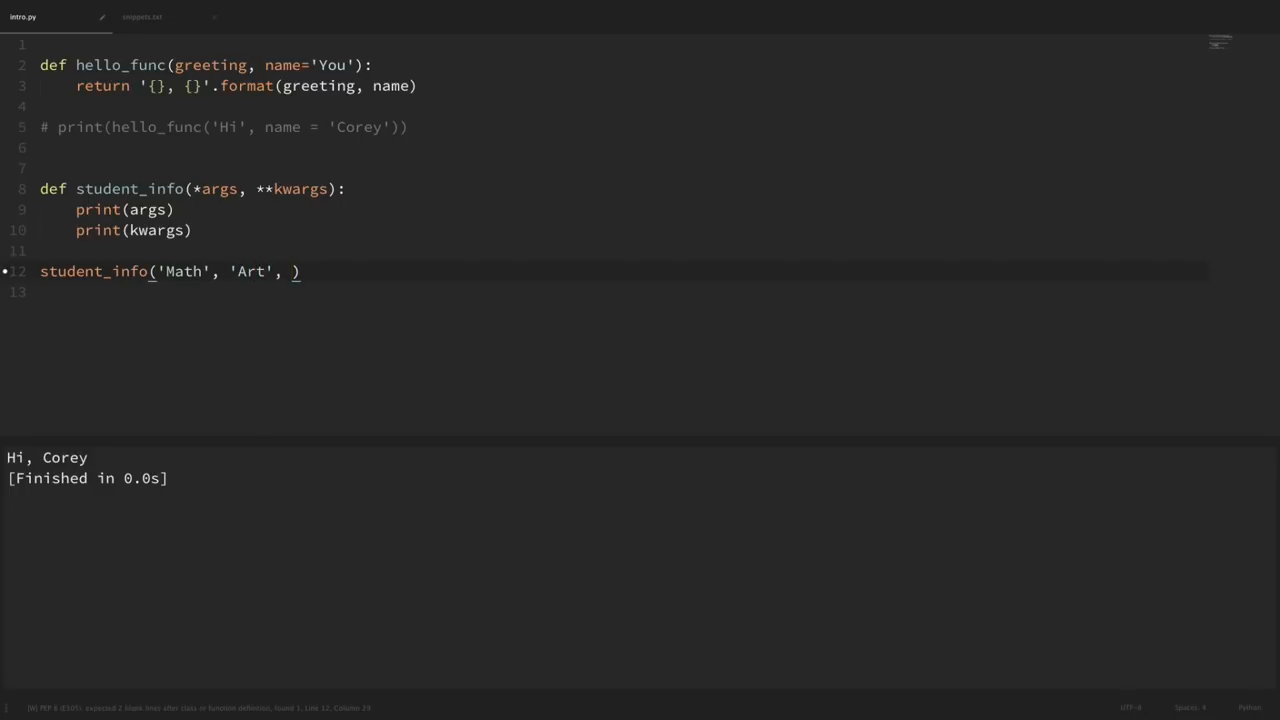 intro.py
snippets.txt
1
2 def hello_func(greeting, name='You'):
3 return '{}, {}'.format(greeting, name)
4
5 # print(hello_func('Hi', name = 'Corey'))
6
7
8 def student_info(*args, **kwargs):
9 print(args)
10 print(kwargs)
11
12 student_info('Math', 'Art', )
13
Hi, Corey
[Finished in 0.0s]
[W] PEP 8 (E305): expected 2 blank lines after class or function definition, found 1, Line 12, Column 29
UTF-8
Spaces: 4
Python